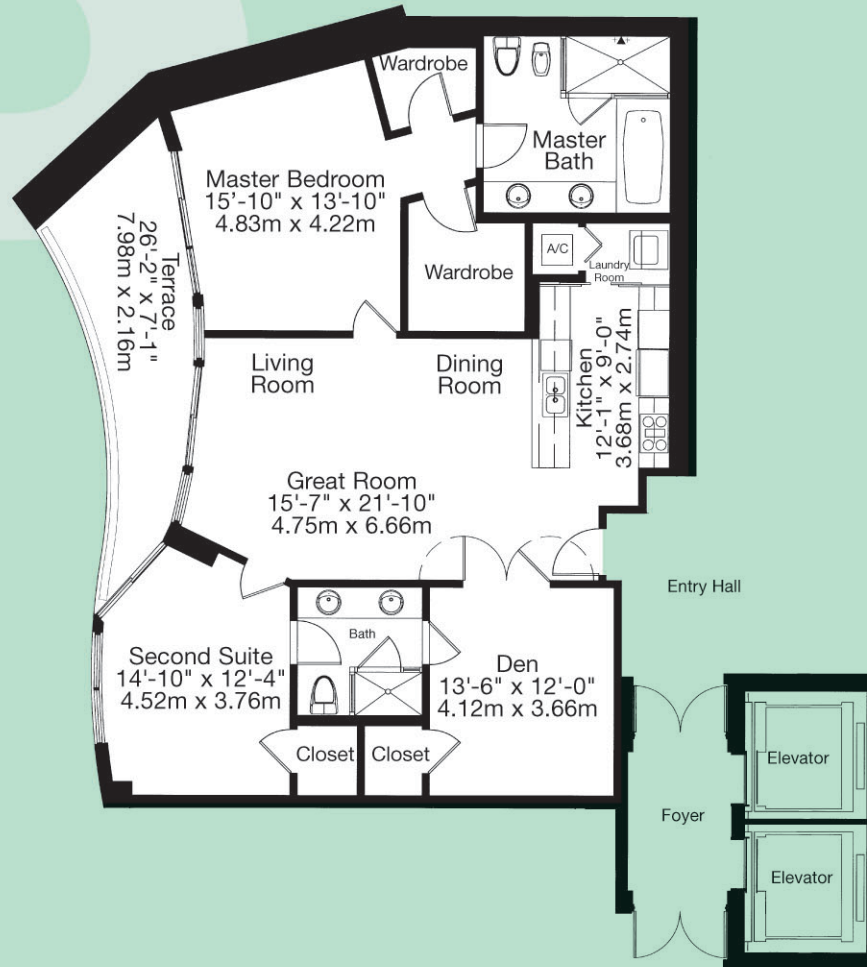 Wardrobe
Master
Bath
Master Bedroom
15'-10" x 13'-10"
4.83m x 4.22m
Wardrobe
A/C
Laundry
Room
Terrace
26'-2" x 7'-1"
7.98m x 2.16m
Living
Room
Dining
Room
Kitchen
12'-1" x 9'-0"
3.68m x 2.74m
Great Room
15'-7" x 21'-10"
4.75m x 6.66m
Entry Hall
Bath
Second Suite
14'-10" x 12'-4"
4.52m x 3.76m
Den
13'-6" x 12'-0"
4.12m x 3.66m
Closet
Closet
Elevator
Foyer
Elevator